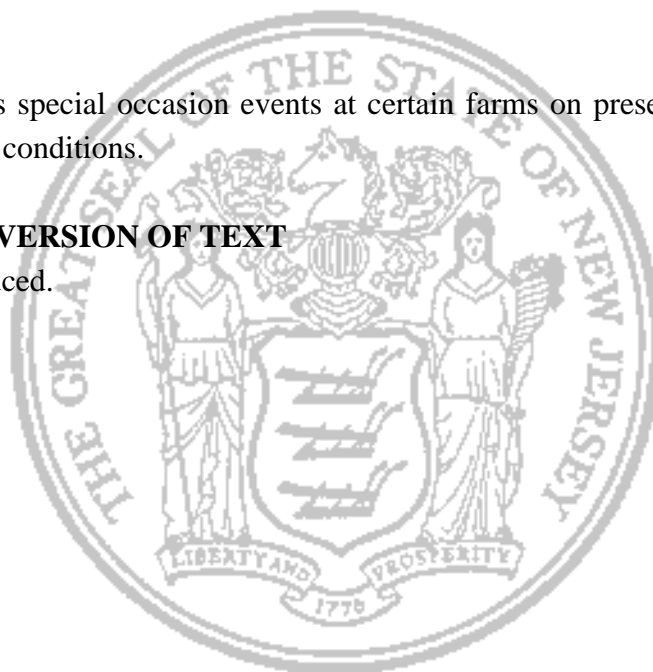 s special occasion events at certain farms on prese
conditions.
VERSION OF TEXT
ced.
THE GREAT SEAL OF THE STATE OF NEW JERSEY
LIBERTY AND PROSPERITY
1776